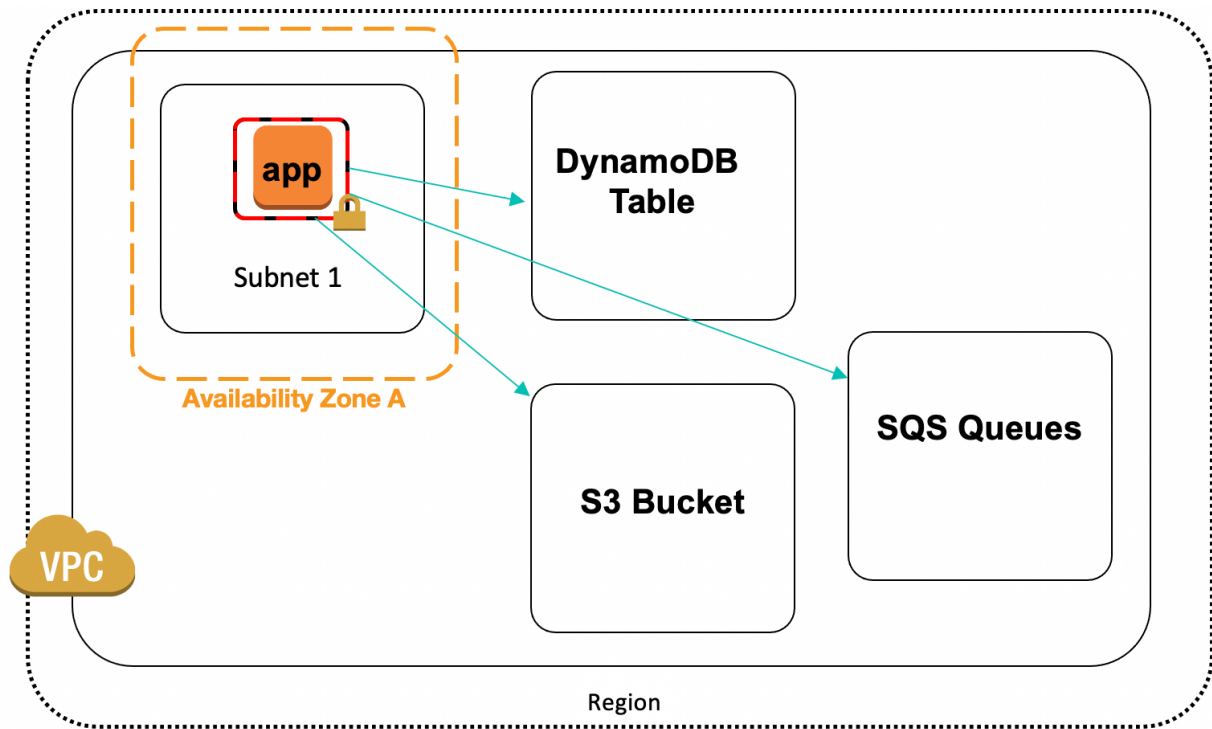 app
Subnet 1
Availability Zone A
DynamoDB
Table
SQS Queues
S3 Bucket
VPC
Region